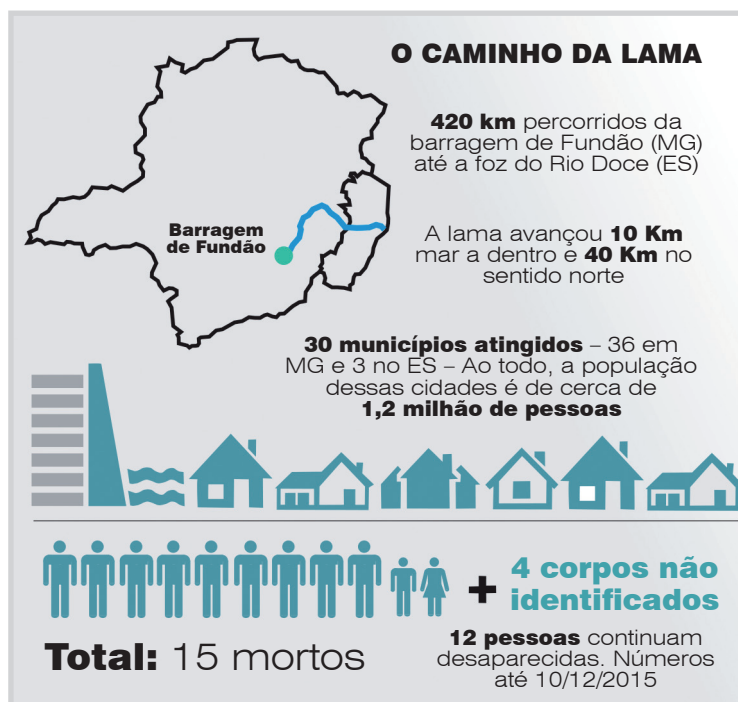 O CAMINHO DA LAMA
420 km percorridos da
barragem de Fundão (MG)
até a foz do Rio Doce (ES)
Barragem
de Fundão
A lama avançou 10 Km
mar a dentro e 40 Km no
sentido norte
30 municípios atingidos – 36 em
MG e 3 no ES – Ao todo, a população
dessas cidades é de cerca de
1,2 milhão de pessoas
+ 4 corpos não
identificados
Total: 15 mortos
12 pessoas continuam
desaparecidas. Números
até 10/12/2015